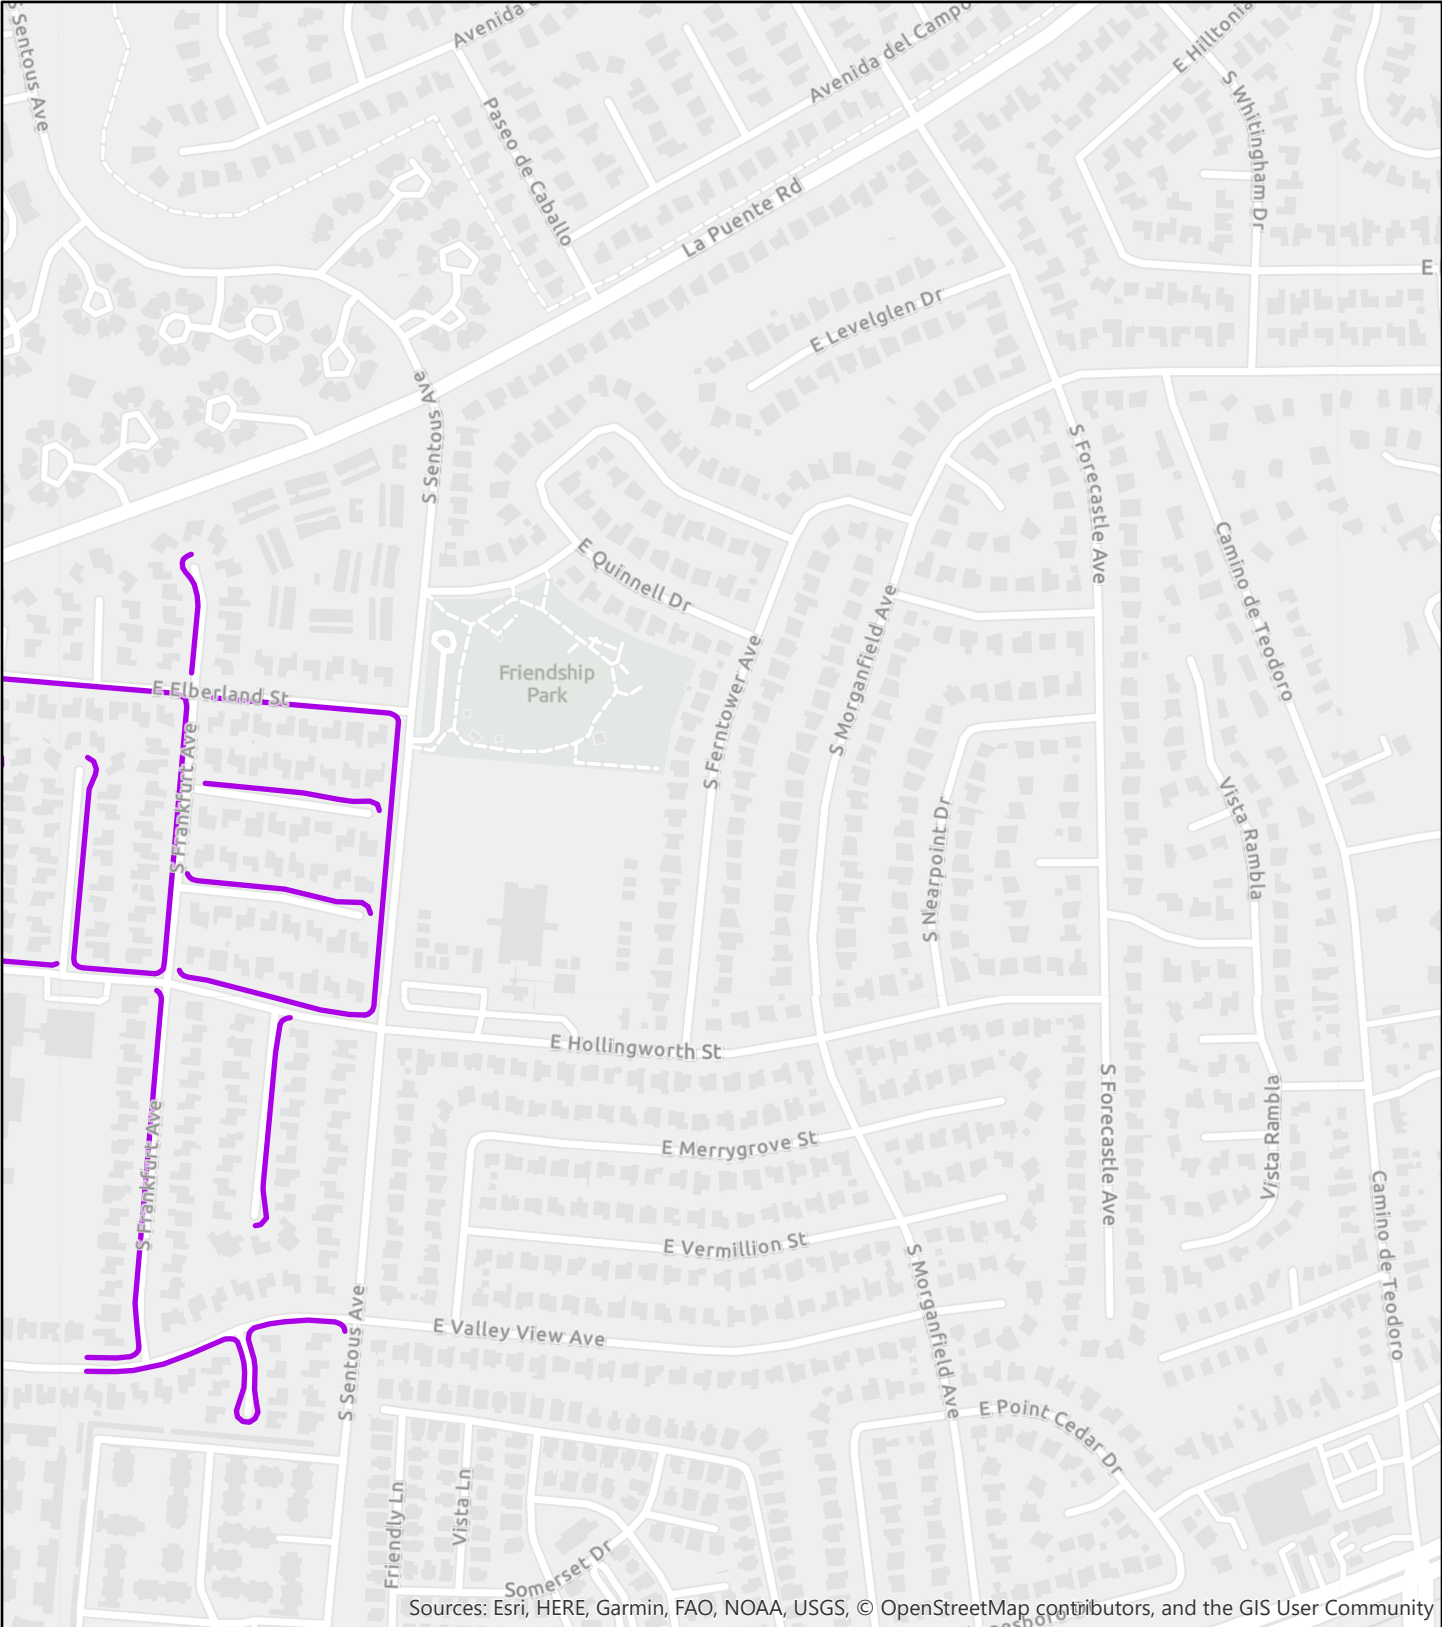 S Sentous Ave
Avenida
Avenida del Campo
E Hilltonia
S Whitingham Dr
Paseo de Caballo
La Puente Rd
E
E Levelglen Dr
S Sentous Ave
S Forecastle Ave
Camino de Teodoro
E Quinnell Dr
S Morganfield Ave
Friendship
Park
E Elberland St
S Frankfurt Ave
S Ferntower Ave
S Nearpoint Dr
Vista Rambla
E Hollingworth St
S Forecastle Ave
Vista Rambla
S Frankfurt Ave
E Merrygrove St
E Vermillion St
Camino de Teodoro
S Sentous Ave
E Valley View Ave
S Morganfield Ave
E Point Cedar Dr
Friendly Ln
Vista Ln
Somerset Dr
Sources: Esri, HERE, Garmin, FAO, NOAA, USGS, © OpenStreetMap contributors, and the GIS User Community